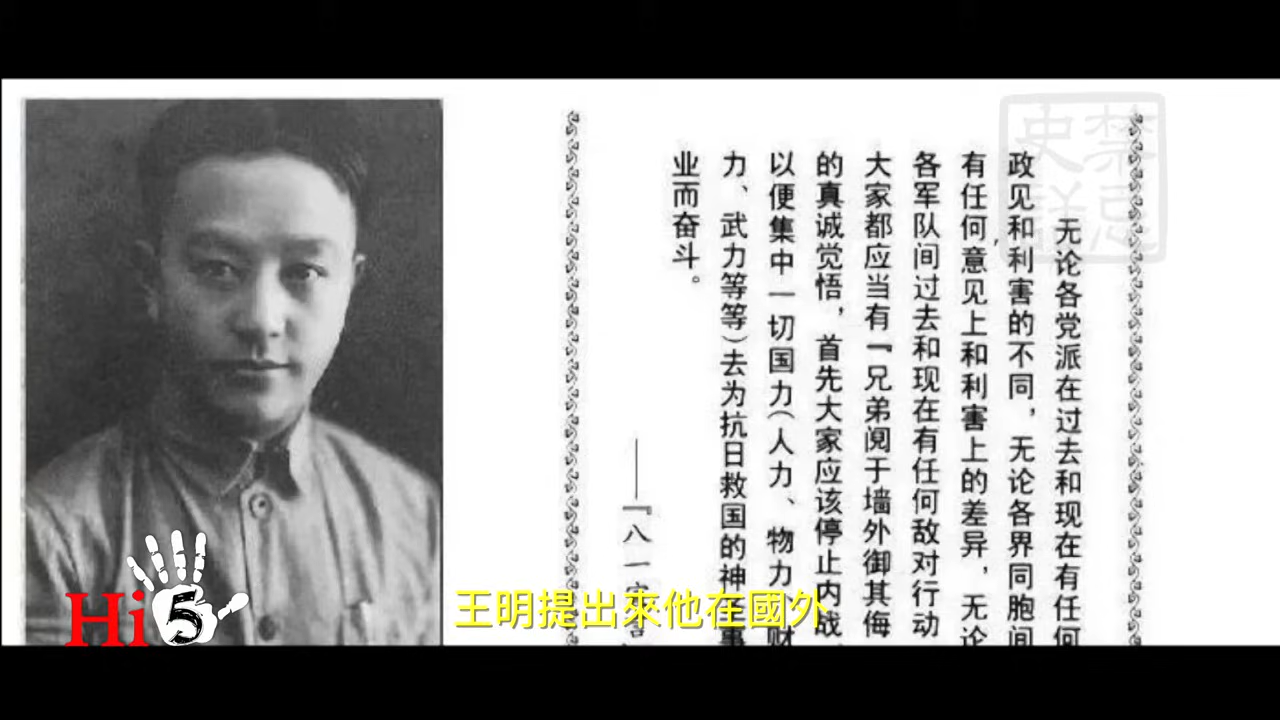 禁忌
史詳
无论各党派在过去和现在有任何
政见和利害的不同，无论各界同胞间
有任何意见上和利害上的差异，无论
各军队间过去和现在有任何敌对行动
大家都应当有『兄弟阋于墙外御其侮
的真诚觉悟，首先大家应该停止内战
以便集中一切国力（人力、物力、财
力、武力等等）去为抗日救国的神圣事
业而奋斗。
——『八一宣言
王明提出來他在國外
Hi5